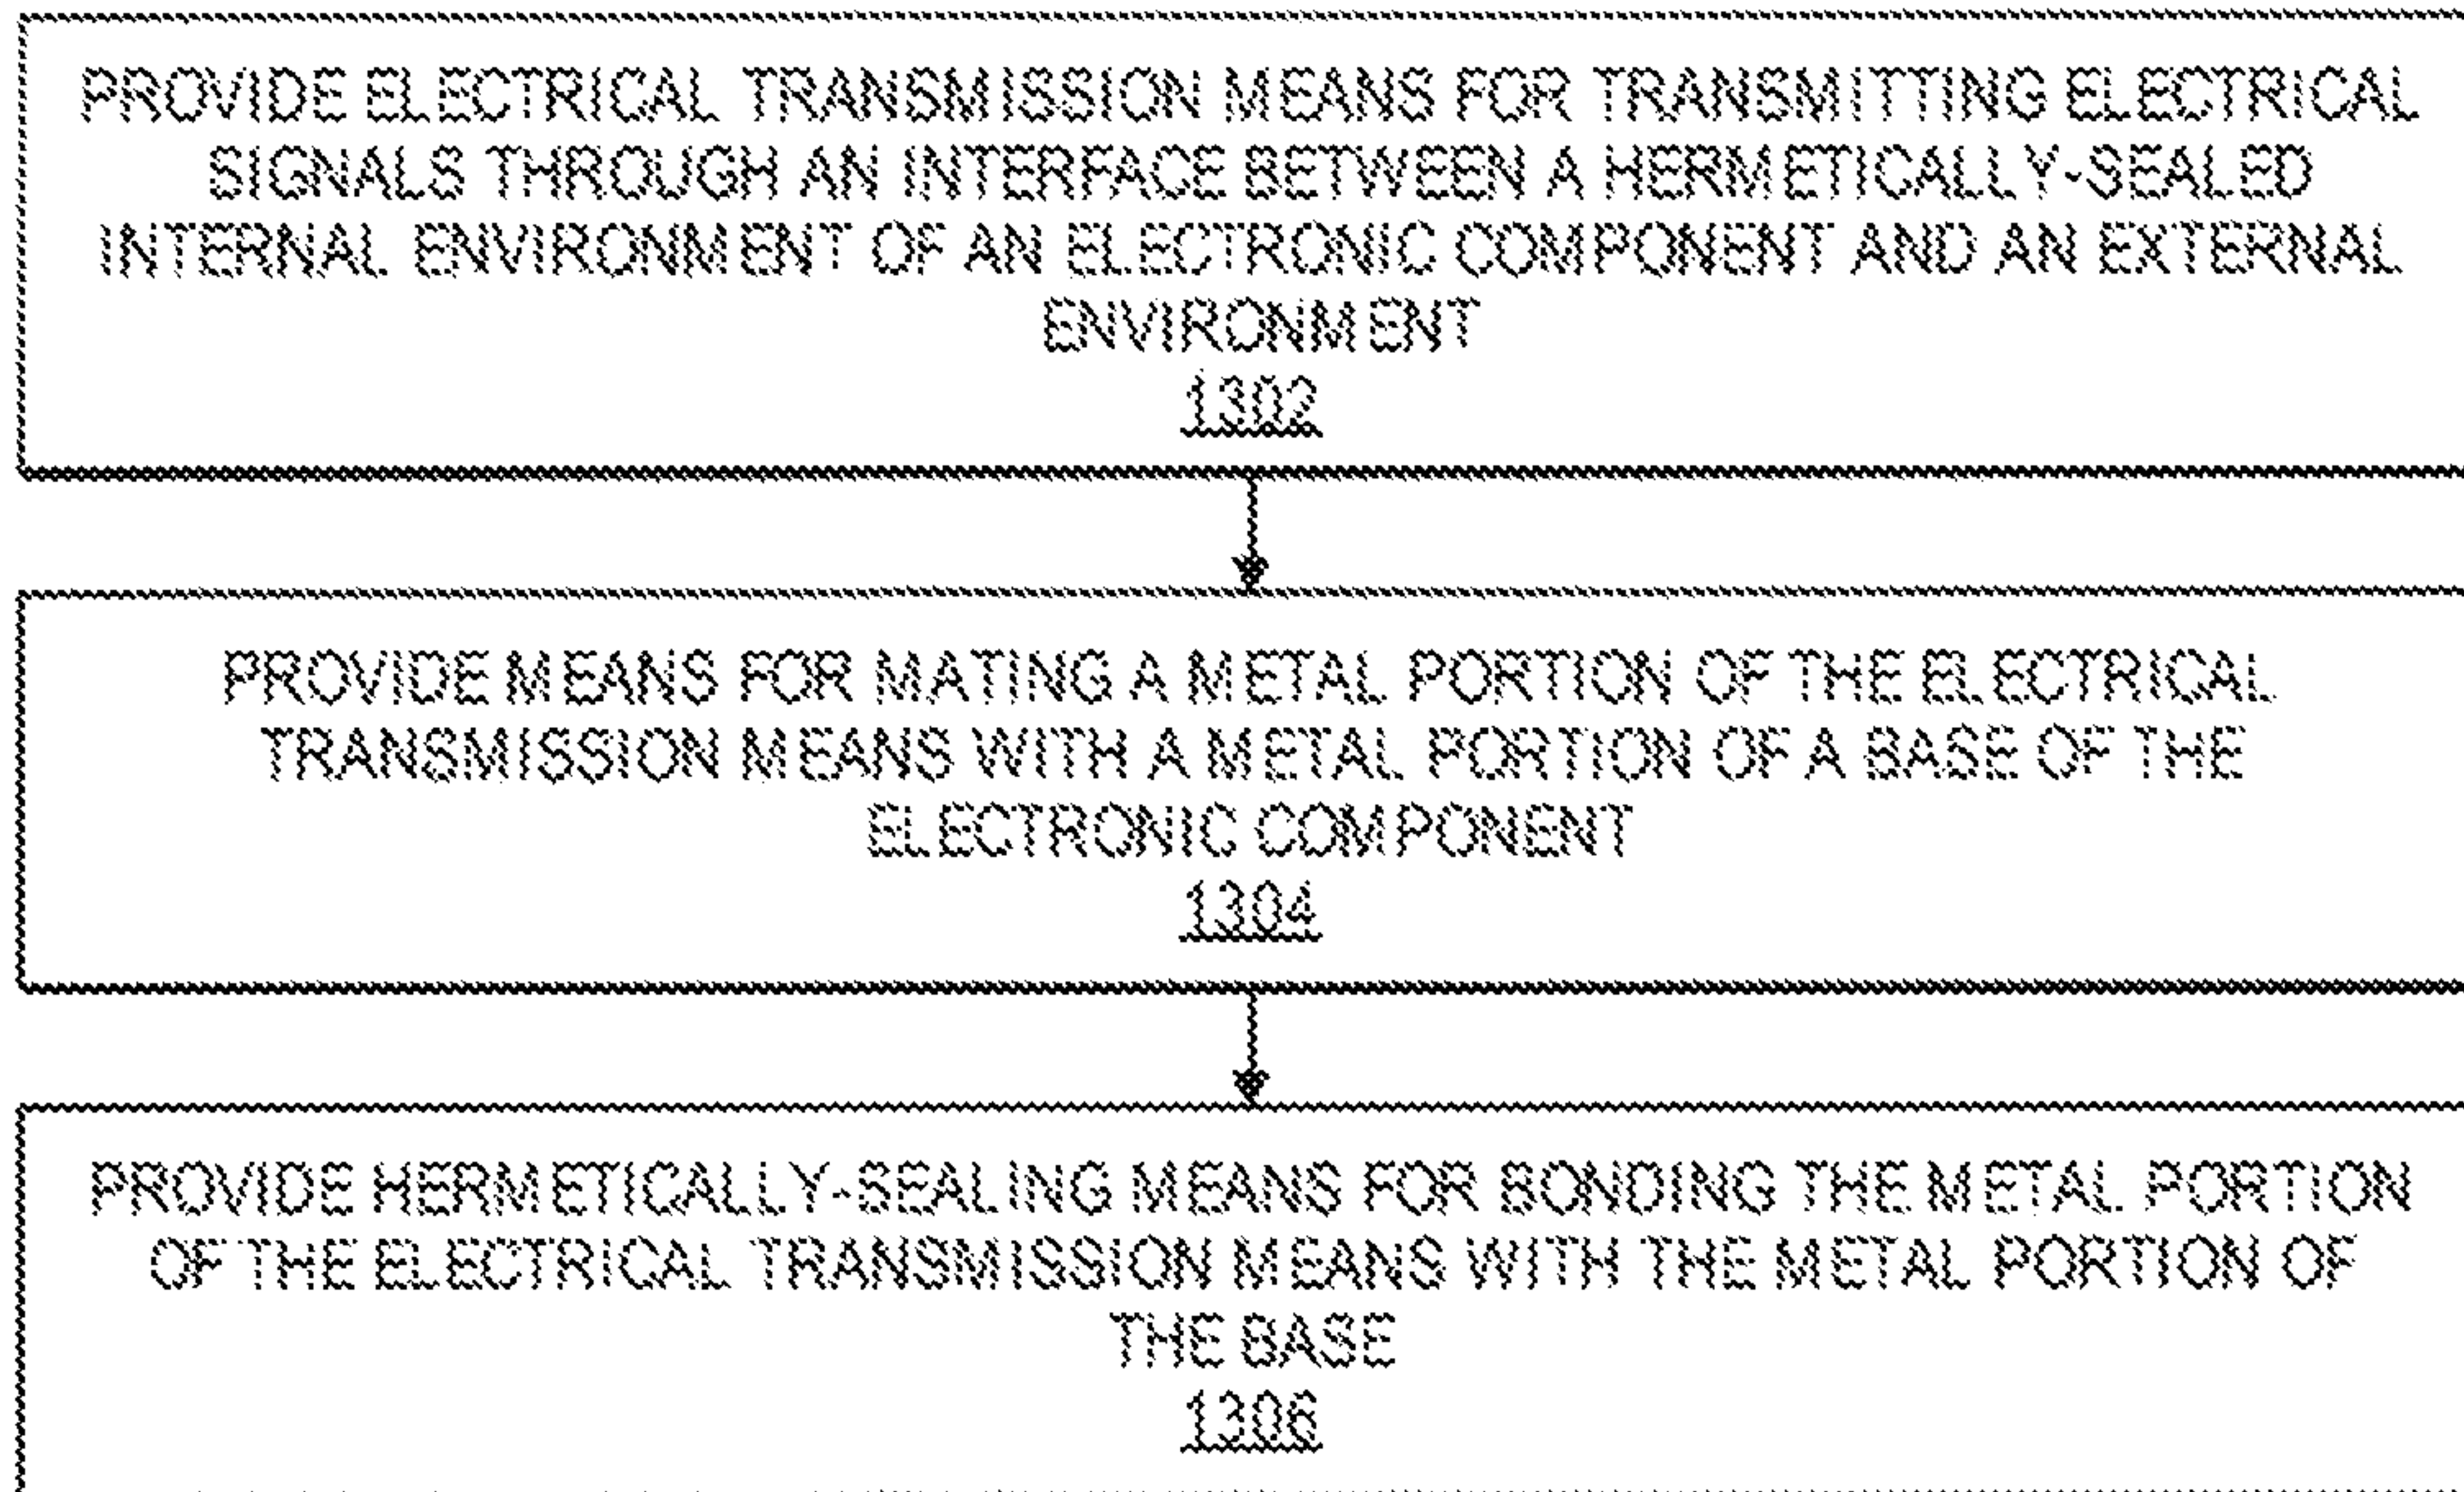 PROVIDE ELECTRICAL TRANSMISSION MEANS FOR TRANSMITTING ELECTRICAL
SIGNALS THROUGH AN INTERFACE BETWEEN A HERMETICALLY-SEALED
INTERNAL ENVIRONMENT OF AN ELECTRONIC COMPONENT AND AN EXTERNAL
ENVIRONMENT
1302
PROVIDE MEANS FOR MATING A METAL PORTION OF THE ELECTRICAL
TRANSMISSION MEANS WITH A METAL PORTION OF A BASE OF THE
ELECTRONIC COMPONENT
1304
PROVIDE HERMETICALLY-SEALING MEANS FOR BONDING THE METAL PORTION
OF THE ELECTRICAL TRANSMISSION MEANS WITH THE METAL PORTION OF
THE BASE
1306